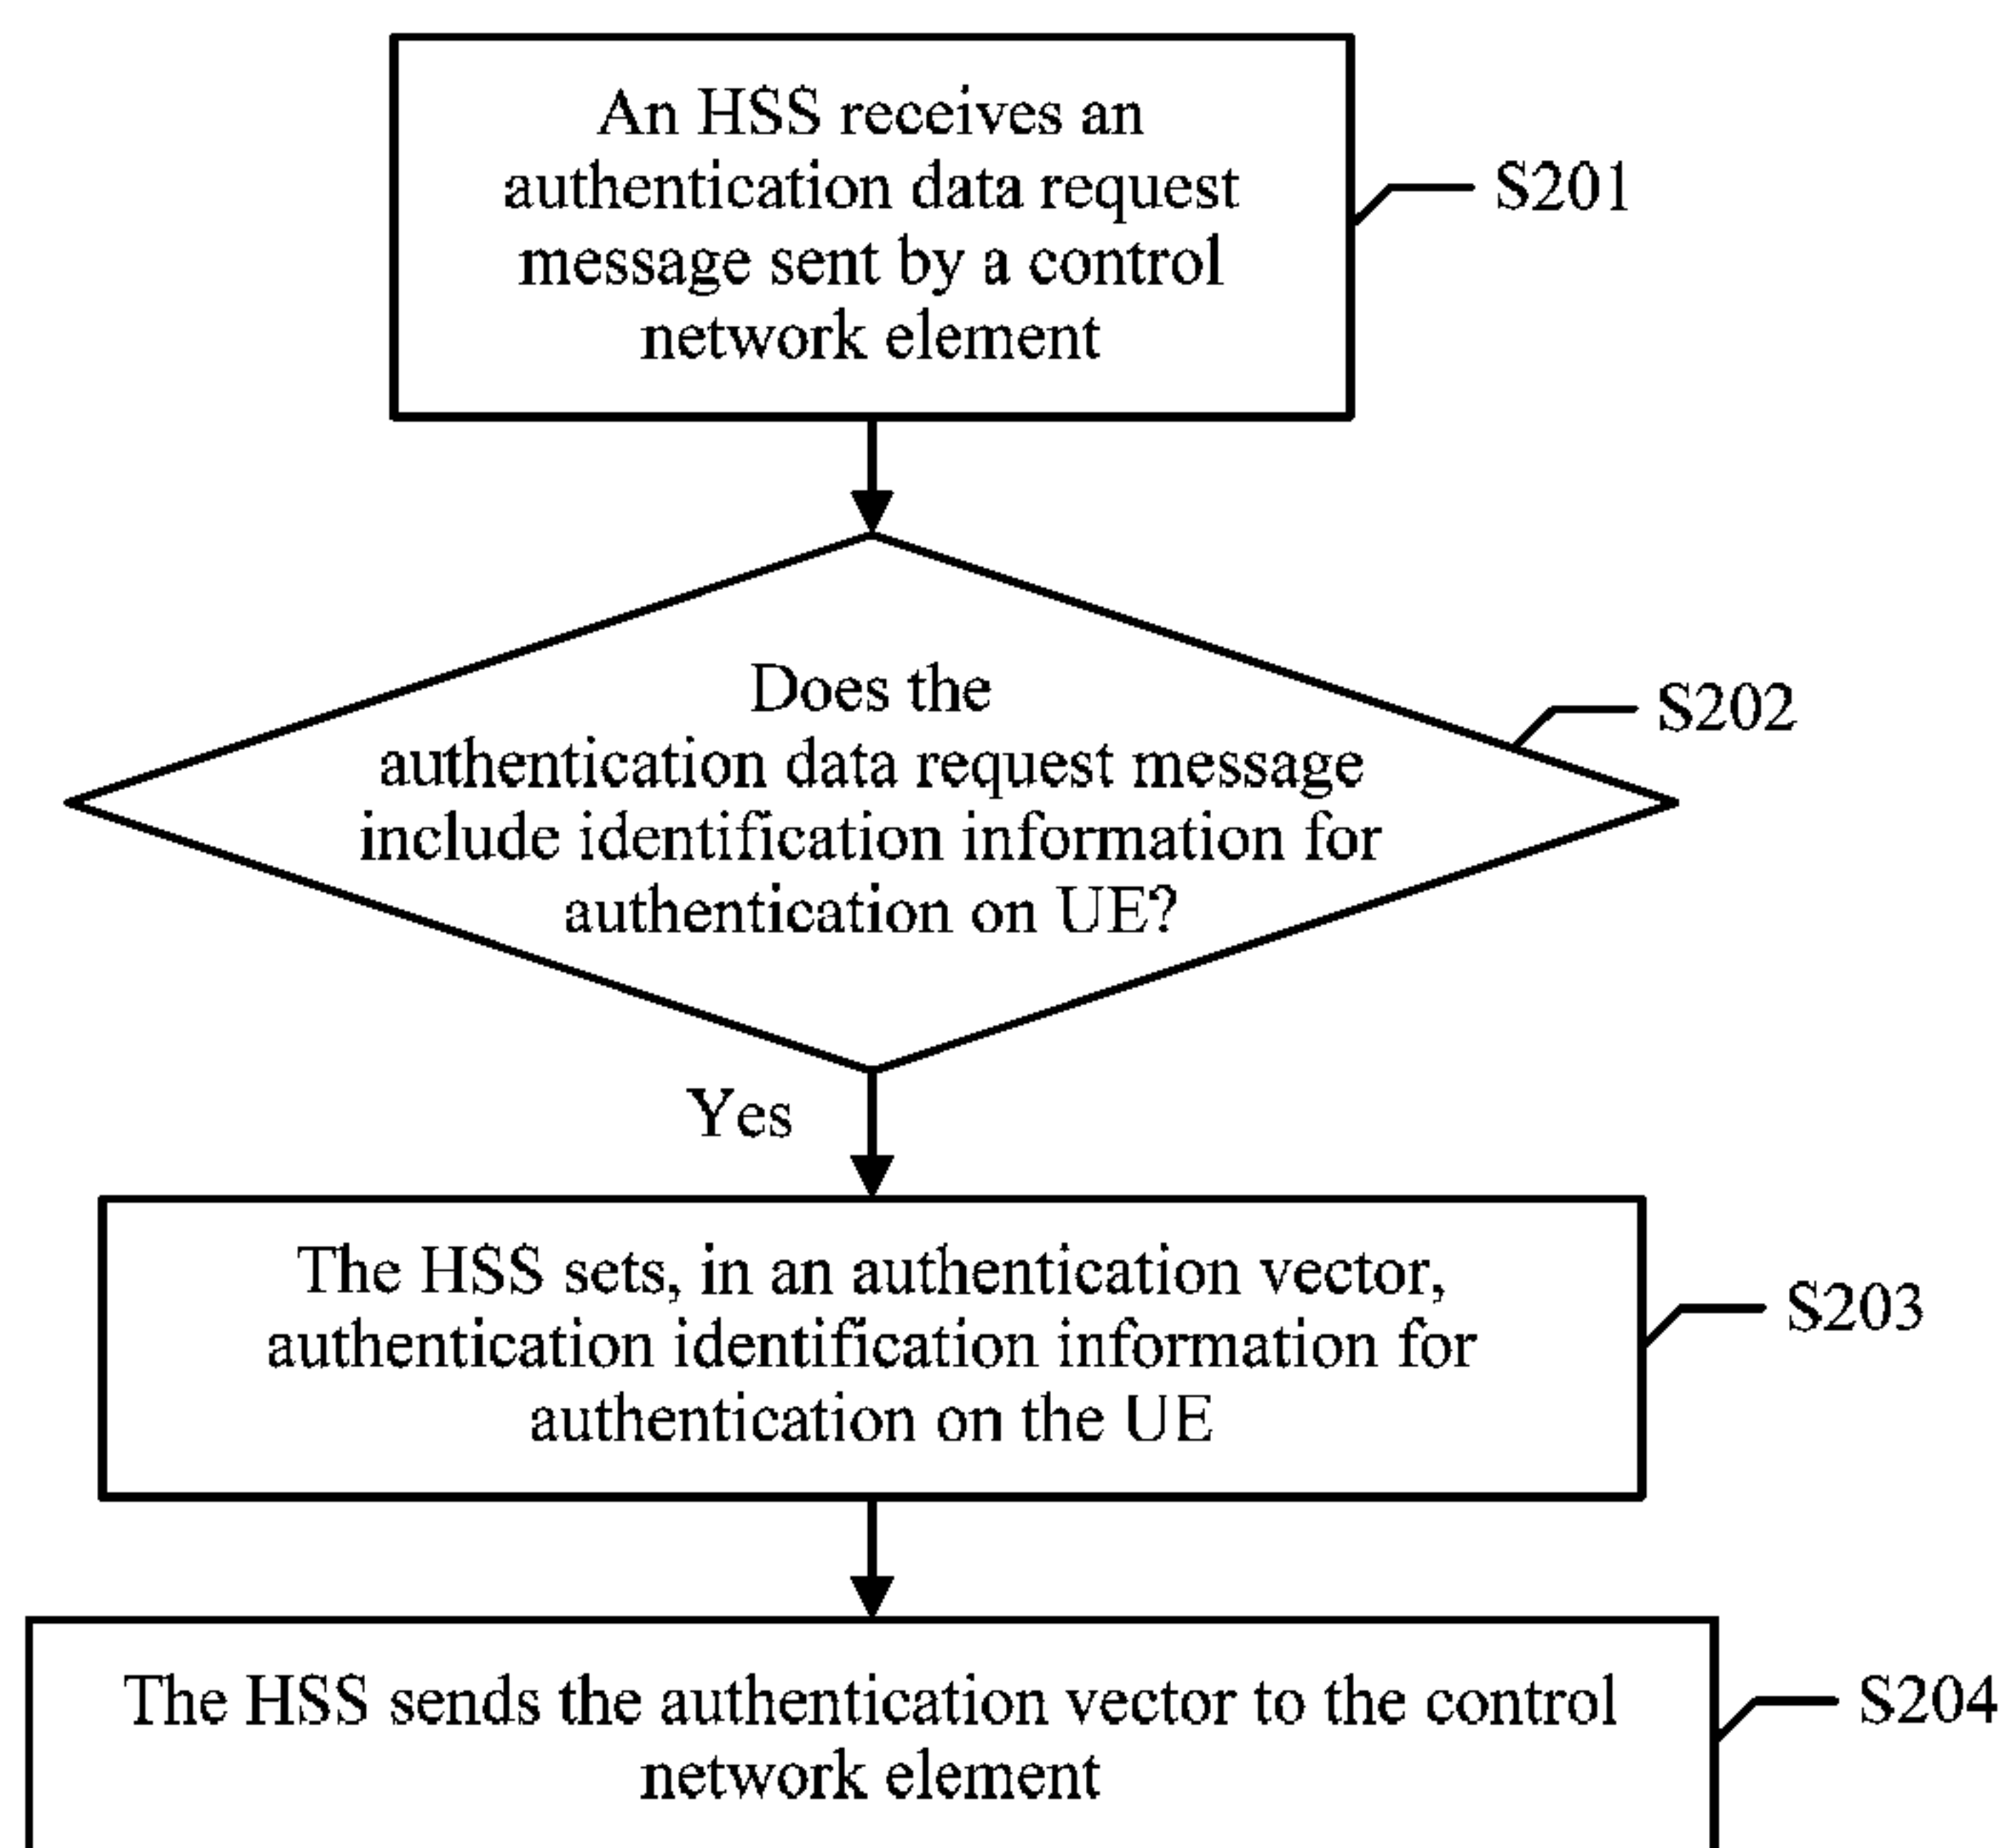 An HSS receives an
authentication data request
message sent by a control
network element
S201
Does the
authentication data request message
include identification information for
authentication on UE?
S202
Yes
The HSS sets, in an authentication vector,
authentication identification information for
authentication on the UE
S203
The HSS sends the authentication vector to the control
network element
S204